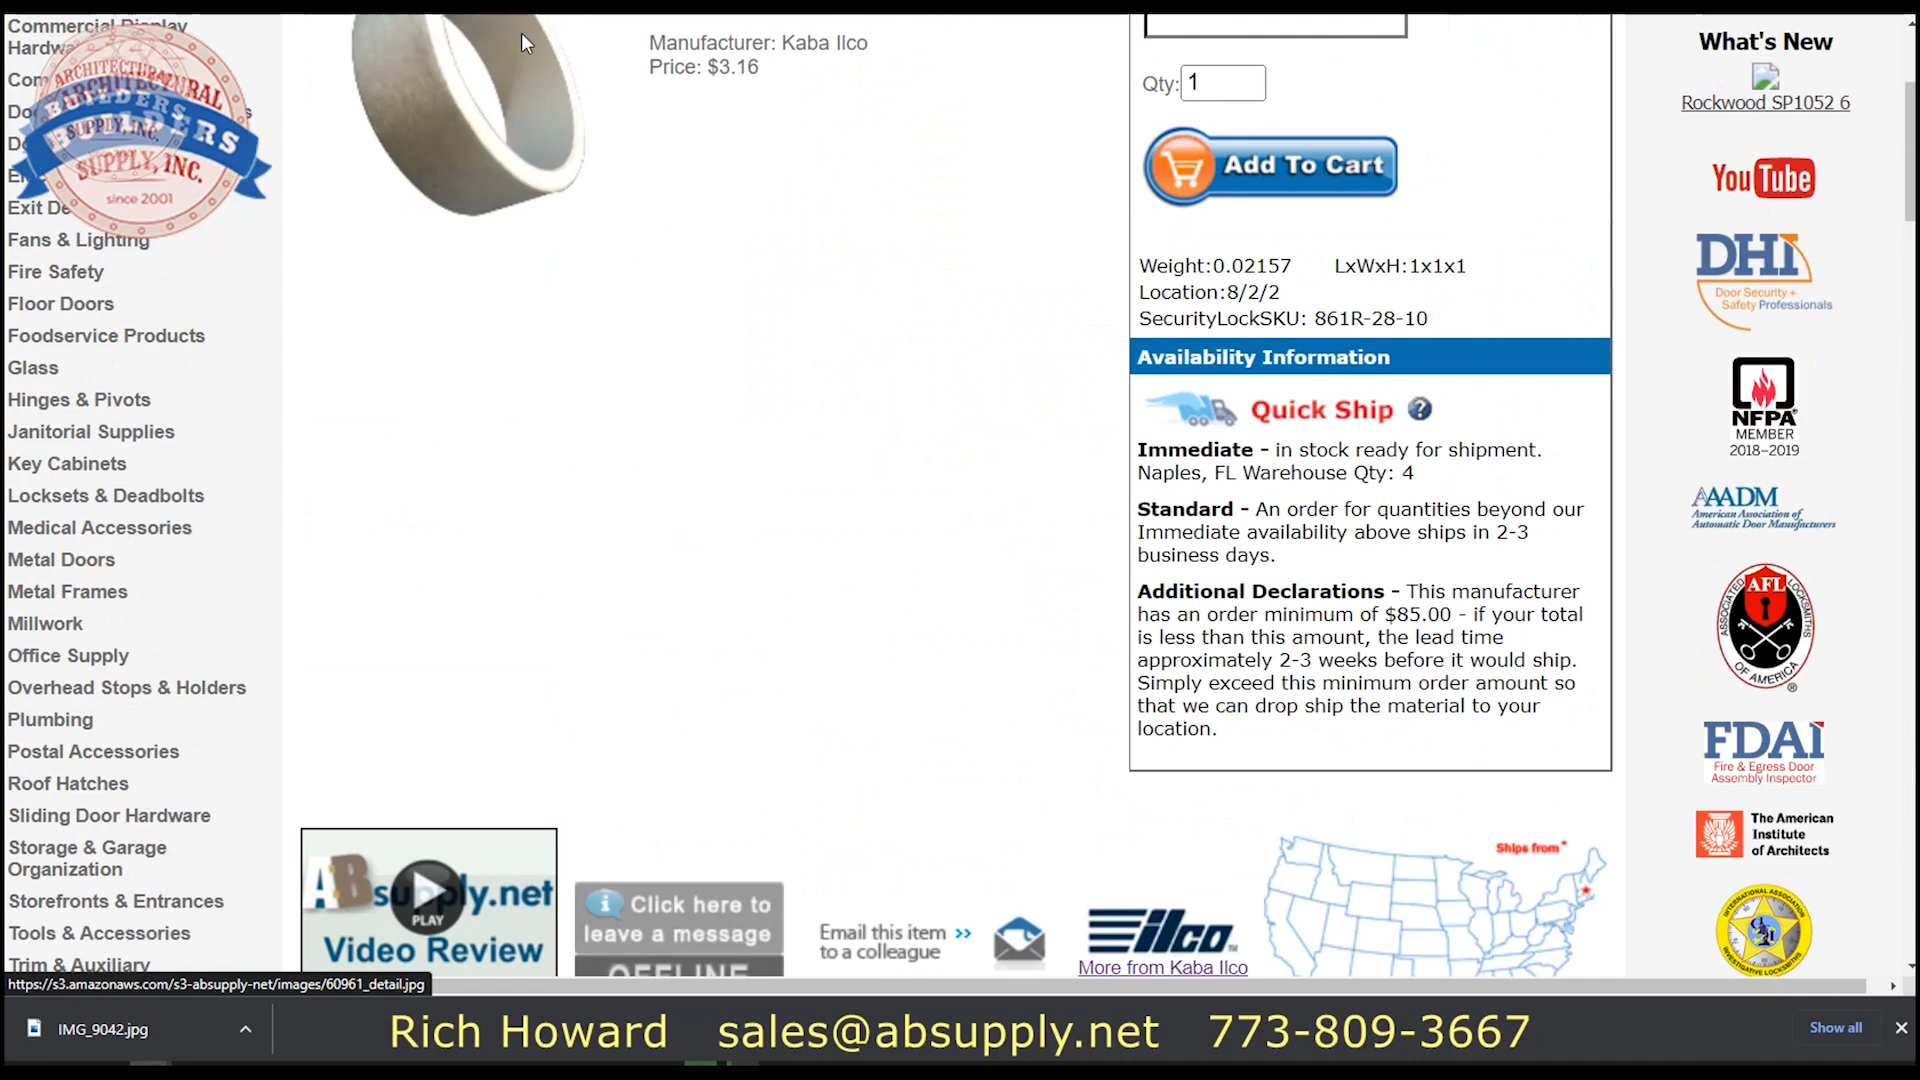 Commercial Display
Hardwa
ARCHITECTURAL
BUILDERS
SUPPLY, INC.
since 2001
Exit De
Fans & Lighting
Fire Safety
Floor Doors
Foodservice Products
Glass
Hinges & Pivots
Janitorial Supplies
Key Cabinets
Locksets & Deadbolts
Medical Accessories
Metal Doors
Metal Frames
Millwork
Office Supply
Overhead Stops & Holders
Plumbing
Postal Accessories
Roof Hatches
Sliding Door Hardware
Storage & Garage
Organization
Storefronts & Entrances
Tools & Accessories
Trim & Auxiliary
https://s3.amazonaws.com/s3-absupply-net/images/60961_detail.jpg
Manufacturer: Kaba Ilco
Price: $3.16
Qty: 1
Add To Cart
Weight:0.02157 LxWxH:1x1x1
Location:8/2/2
SecurityLockSKU: 861R-28-10
Availability Information
Quick Ship ?
Immediate - in stock ready for shipment.
Naples, FL Warehouse Qty: 4
Standard - An order for quantities beyond our
Immediate availability above ships in 2-3
business days.
Additional Declarations - This manufacturer
has an order minimum of $85.00 - if your total
is less than this amount, the lead time
approximately 2-3 weeks before it would ship.
Simply exceed this minimum order amount so
that we can drop ship the material to your
location.
ABsupply.net
PLAY
Video Review
Click here to
leave a message
OFFLINE
Email this item >>
to a colleague
ilco
More from Kaba Ilco
Ships from*
What's New
Rockwood SP1052 6
YouTube
DHI
Door Security +
Safety Professionals
NFPA
MEMBER
2018-2019
AAADM
American Association of
Automatic Door Manufacturers
AFL
ASSOCIATED LOCKSMITHS
OF AMERICA
FDAI
Fire & Egress Door
Assembly Inspector
The American
Institute
of Architects
INTERNATIONAL ASSOCIATION
INVESTIGATIVE LOCKSMITHS
IMG_9042.jpg
Rich Howard sales@absupply.net 773-809-3667
Show all